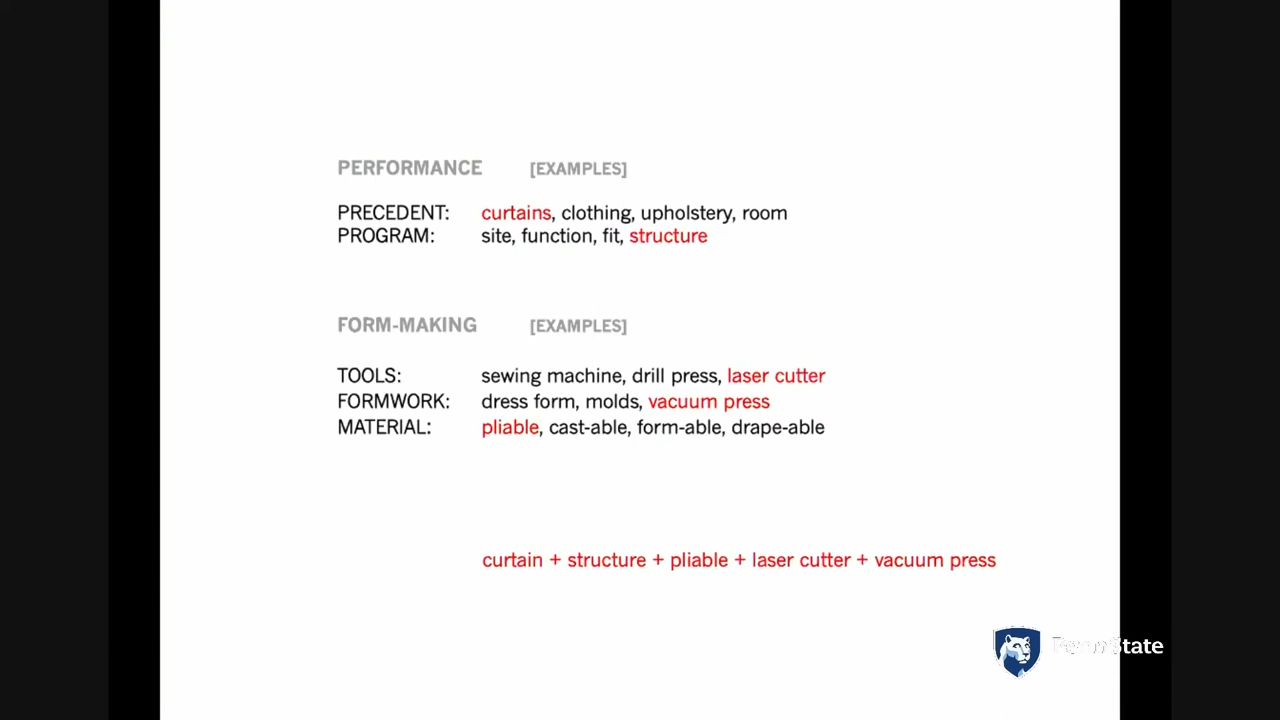 PERFORMANCE [EXAMPLES]
PRECEDENT: curtains, clothing, upholstery, room
PROGRAM: site, function, fit, structure
FORM-MAKING [EXAMPLES]
TOOLS: sewing machine, drill press, laser cutter
FORMWORK: dress form, molds, vacuum press
MATERIAL: pliable, cast-able, form-able, drape-able
curtain + structure + pliable + laser cutter + vacuum press
PennState